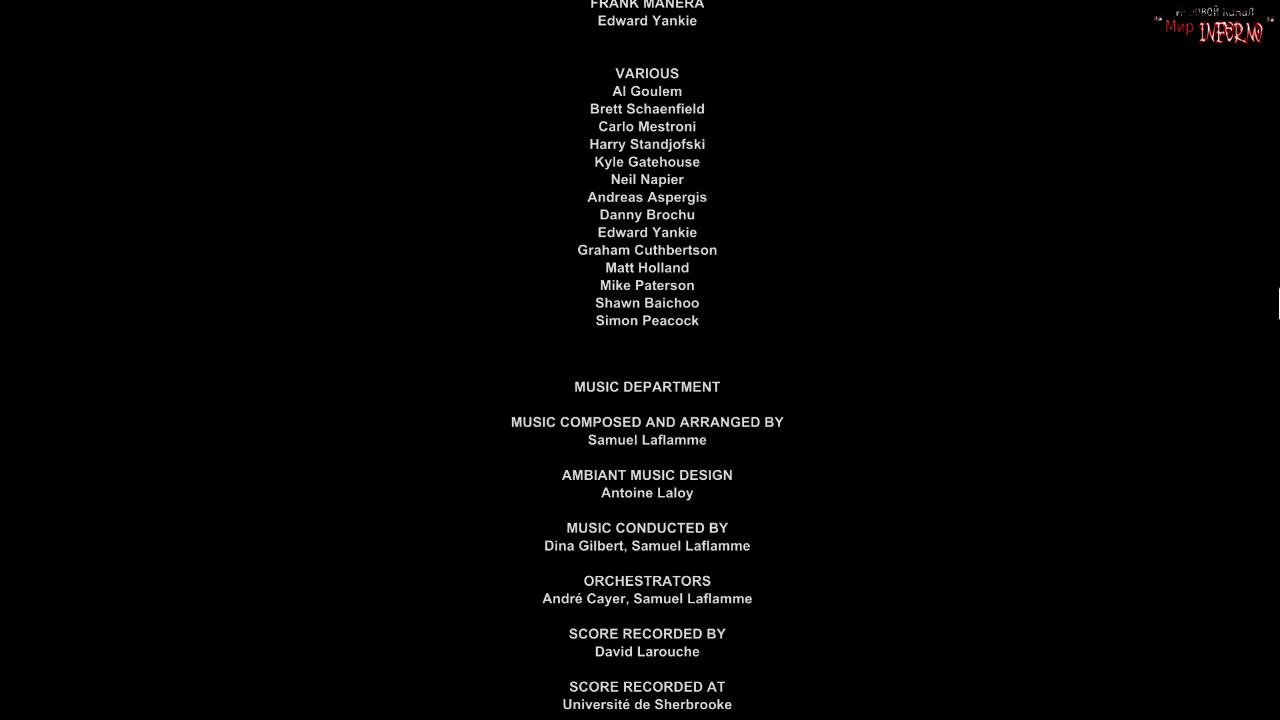 FRANK MANERA
Edward Yankie
VARIOUS
Al Goulem
Brett Schaenfield
Carlo Mestroni
Harry Standjofski
Kyle Gatehouse
Neil Napier
Andreas Aspergis
Danny Brochu
Edward Yankie
Graham Cuthbertson
Matt Holland
Mike Paterson
Shawn Baichoo
Simon Peacock
MUSIC DEPARTMENT
MUSIC COMPOSED AND ARRANGED BY
Samuel Laflamme
AMBIANT MUSIC DESIGN
Antoine Laloy
MUSIC CONDUCTED BY
Dina Gilbert, Samuel Laflamme
ORCHESTRATORS
André Cayer, Samuel Laflamme
SCORE RECORDED BY
David Larouche
SCORE RECORDED AT
Université de Sherbrooke
Игровой канал
"Мир INFERNO"